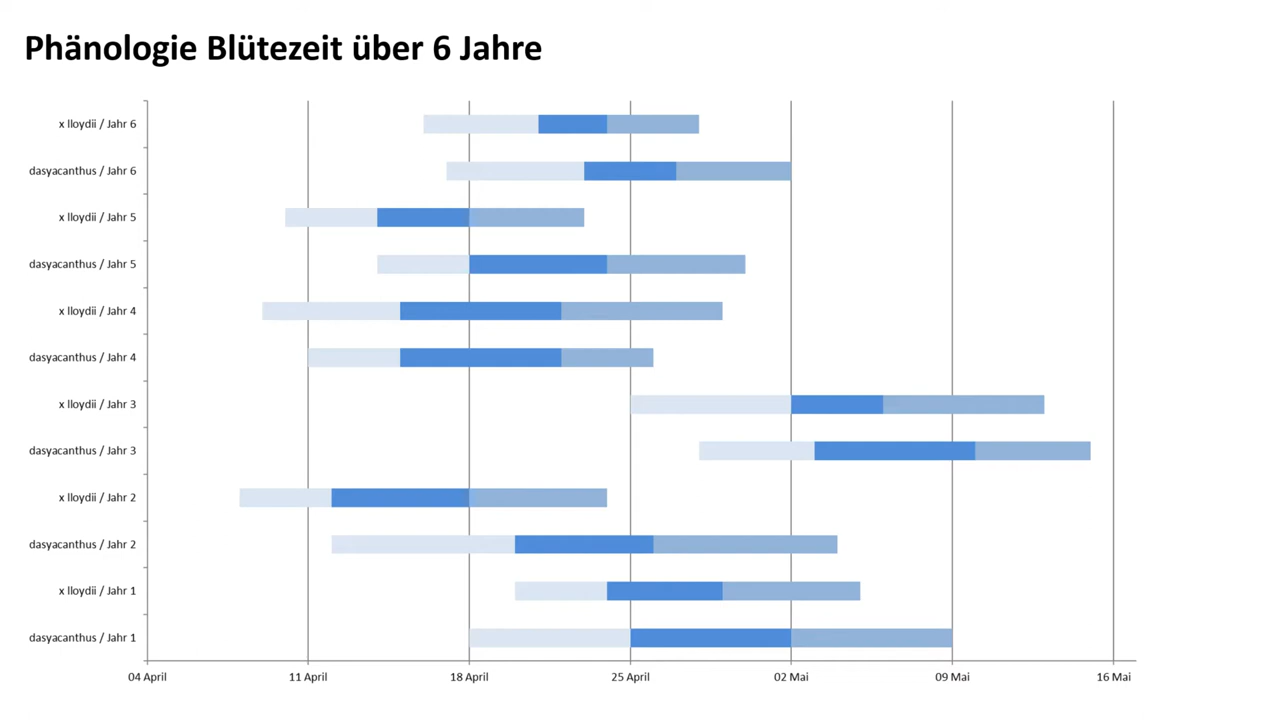 Phänologie Blütezeit über 6 Jahre
x lloydii / Jahr 6
dasyacanthus / Jahr 6
x lloydii / Jahr 5
dasyacanthus / Jahr 5
x lloydii / Jahr 4
dasyacanthus / Jahr 4
x lloydii / Jahr 3
dasyacanthus / Jahr 3
x lloydii / Jahr 2
dasyacanthus / Jahr 2
x lloydii / Jahr 1
dasyacanthus / Jahr 1
04 April 11 April 18 April 25 April 02 Mai 09 Mai 16 Mai